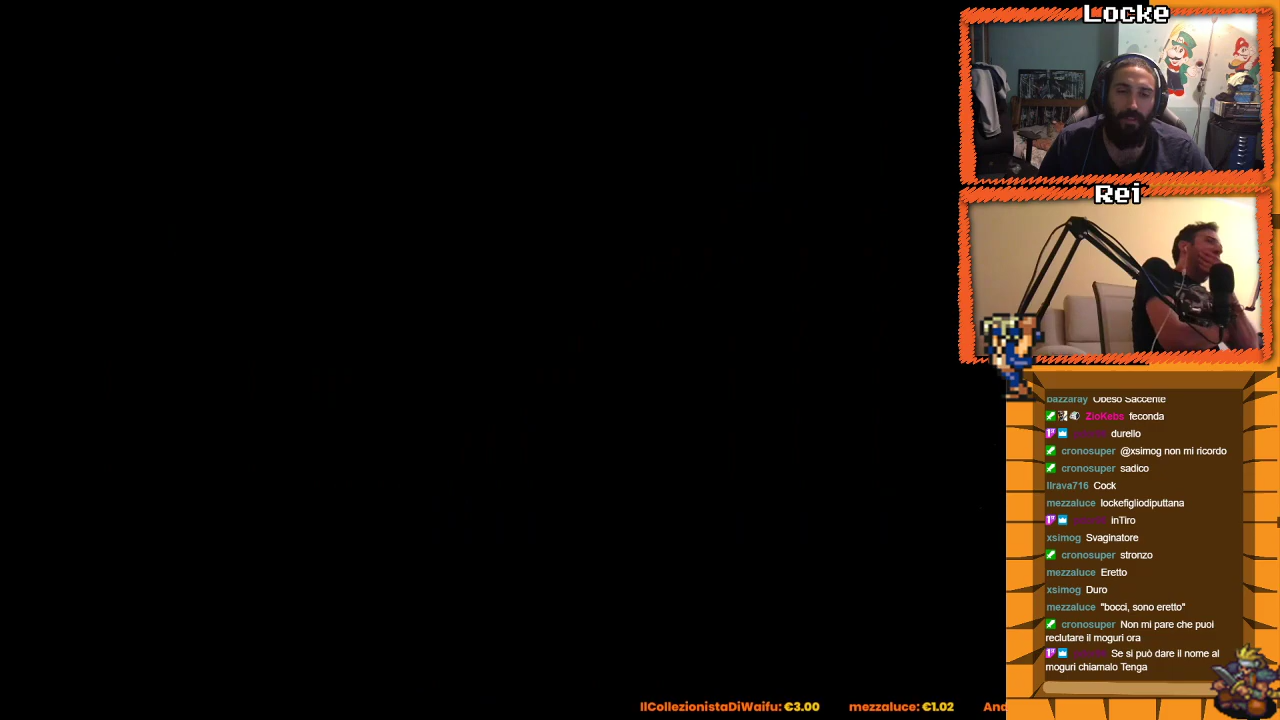 Locke
Rei
bazzaray Obeso Saccente
ZioKebs feconda
durello
cronosuper @xsimog non mi ricordo
cronosuper sadico
Ilrava716 Cock
mezzaluce lockefigliodiputtana
inTiro
xsimog Svaginatore
cronosuper stronzo
mezzaluce Eretto
xsimog Duro
mezzaluce "bocci, sono eretto"
cronosuper Non mi pare che puoi
reclutare il moguri ora
Se si può dare il nome al
moguri chiamalo Tenga
IlCollezionistaDiWaifu: €3.00 mezzaluce: €1.02 And